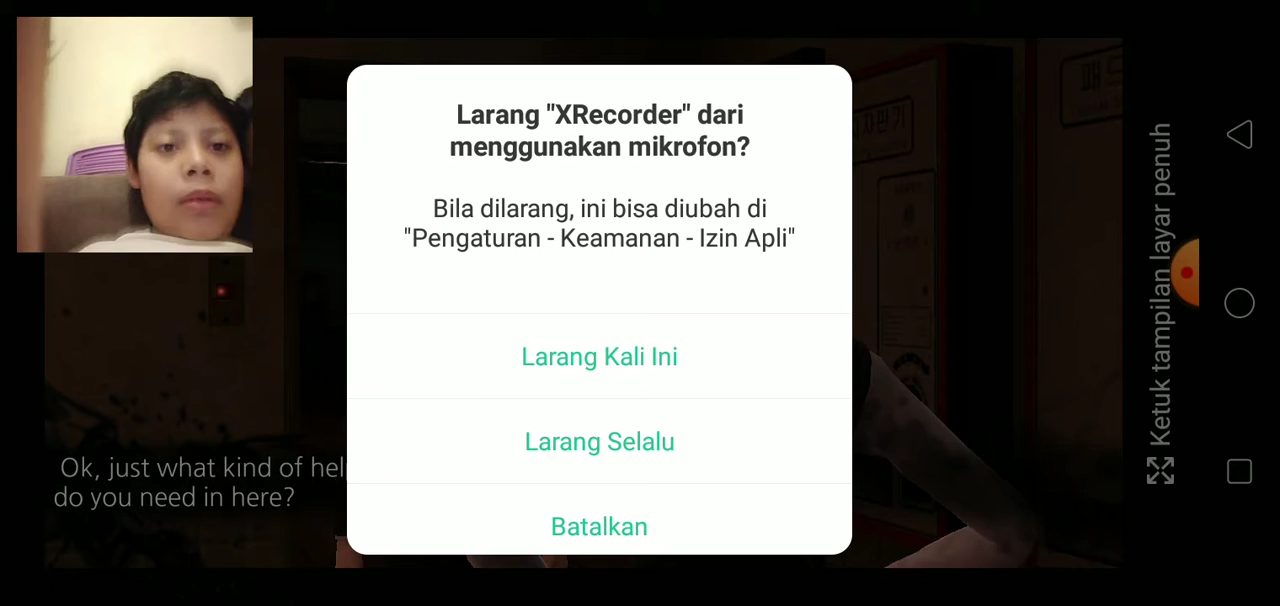 Larang "XRecorder" dari
menggunakan mikrofon?
Bila dilarang, ini bisa diubah di
"Pengaturan - Keamanan - Izin Apli"
Larang Kali Ini
Larang Selalu
Batalkan
Ok, just what kind of hel
do you need in here?
Ketuk tampilan layar penuh